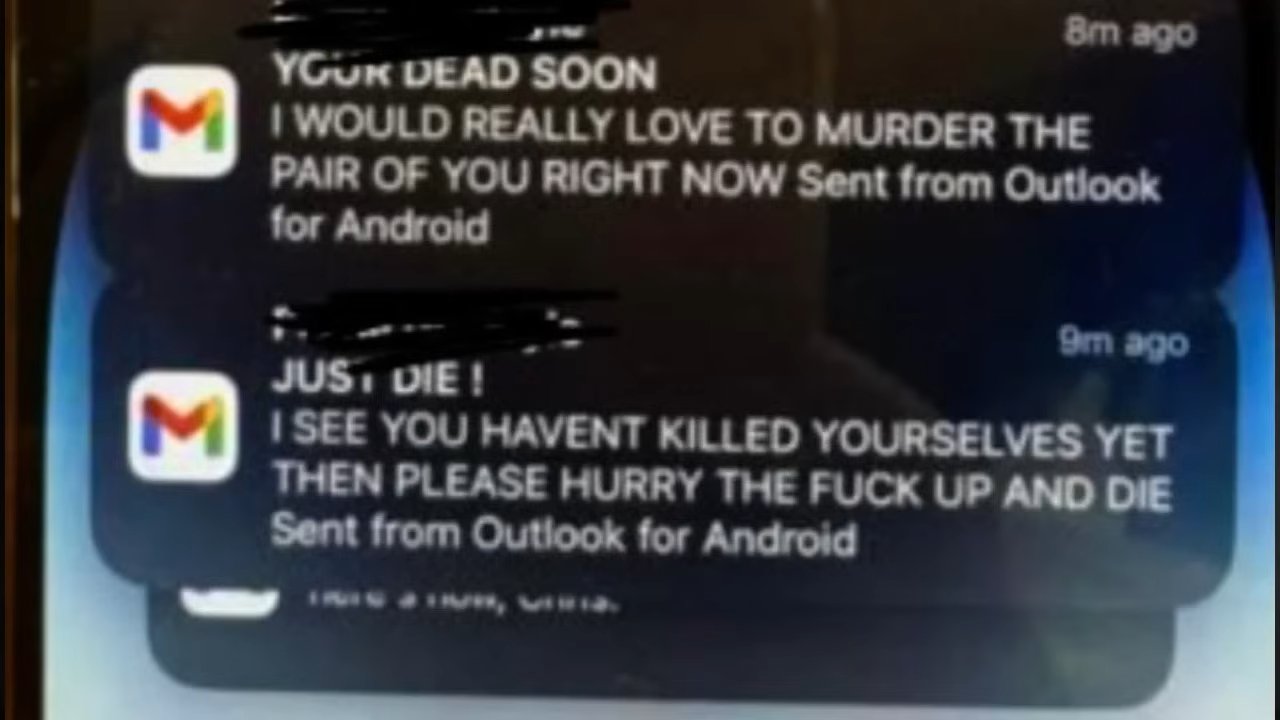 8m ago
YOUR DEAD SOON
I WOULD REALLY LOVE TO MURDER THE
PAIR OF YOU RIGHT NOW Sent from Outlook
for Android
9m ago
JUST DIE !
I SEE YOU HAVENT KILLED YOURSELVES YET
THEN PLEASE HURRY THE FUCK UP AND DIE
Sent from Outlook for Android